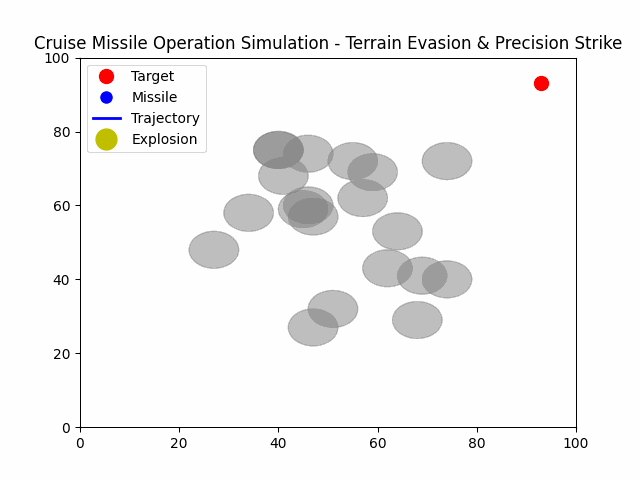 Cruise Missile Operation Simulation - Terrain Evasion & Precision Strike
100
80
60
40
20
0
Target
Missile
Trajectory
Explosion
0 20 40 60 80 100